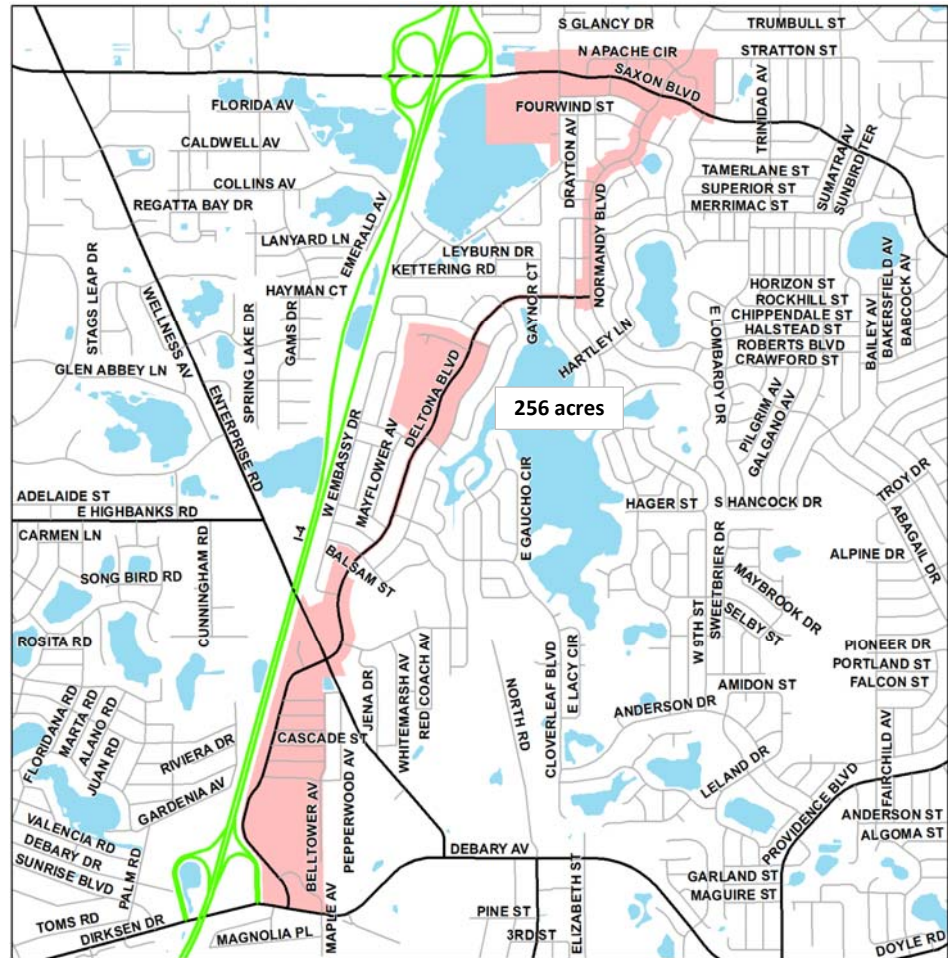 S GLANCY DR
TRUMBULL ST
N APACHE CIR
STRATTON ST
SAXON BLVD
FLORIDA AV
FOURWIND ST
TRINIDAD AV
CALDWELL AV
DRAYTON AV
TAMERLANE ST
SUMATRA AV
SUNBIRD TER
COLLINS AV
SUPERIOR ST
REGATTA BAY DR
MERRIMAC ST
EMERALD AV
NORMANDY BLVD
LANYARD LN
LEYBURN DR
KETTERING RD
STAGS LEAP DR
WELLNESS AV
HAYMAN CT
GAYNOR CT
HORIZON ST
ROCKHILL ST
CHIPPENDALE ST
HALSTEAD ST
ROBERTS BLVD
CRAWFORD ST
BAILEY AV
BAKERSFIELD AV
BABCOCK AV
SPRING LAKE DR
GAMS DR
HARTLEY LN
E LOMBARDY DR
GLEN ABBEY LN
ENTERPRISE RD
DELTONA BLVD
256 acres
PILGRIM AV
GALGANO AV
W EMBASSY DR
MAYFLOWER AV
TROY DR
ADELAIDE ST
E HIGHBANKS RD
E GAUCHO CIR
HAGER ST
S HANCOCK DR
ABAGAIL DR
I-4
CARMEN LN
CUNNINGHAM RD
BALSAM ST
SWEETBRIER DR
ALPINE DR
SONG BIRD RD
MAYBROOK DR
SELBY ST
ROSITA RD
W 9TH ST
PIONEER DR
PORTLAND ST
FALCON ST
WHITEMARSH AV
RED COACH AV
NORTH RD
CLOVERLEAF BLVD
E LACY CIR
AMIDON ST
FLORIDANA RD
MARTA RD
ALANO RD
JUAN RD
JENA DR
ANDERSON DR
RIVIERA DR
CASCADE ST
LELAND DR
FAIRCHILD AV
GARDENIA AV
BELLTOWER AV
PEPPERWOOD AV
PROVIDENCE BLVD
VALENCIA RD
ANDERSON ST
DEBARY DR
DEBARY AV
ALGOMA ST
SUNRISE BLVD
PALM RD
GARLAND ST
MAGUIRE ST
TOMS RD
DIRKSEN DR
MAPLE AV
PINE ST
ELIZABETH ST
MAGNOLIA PL
3RD ST
DOYLE RD